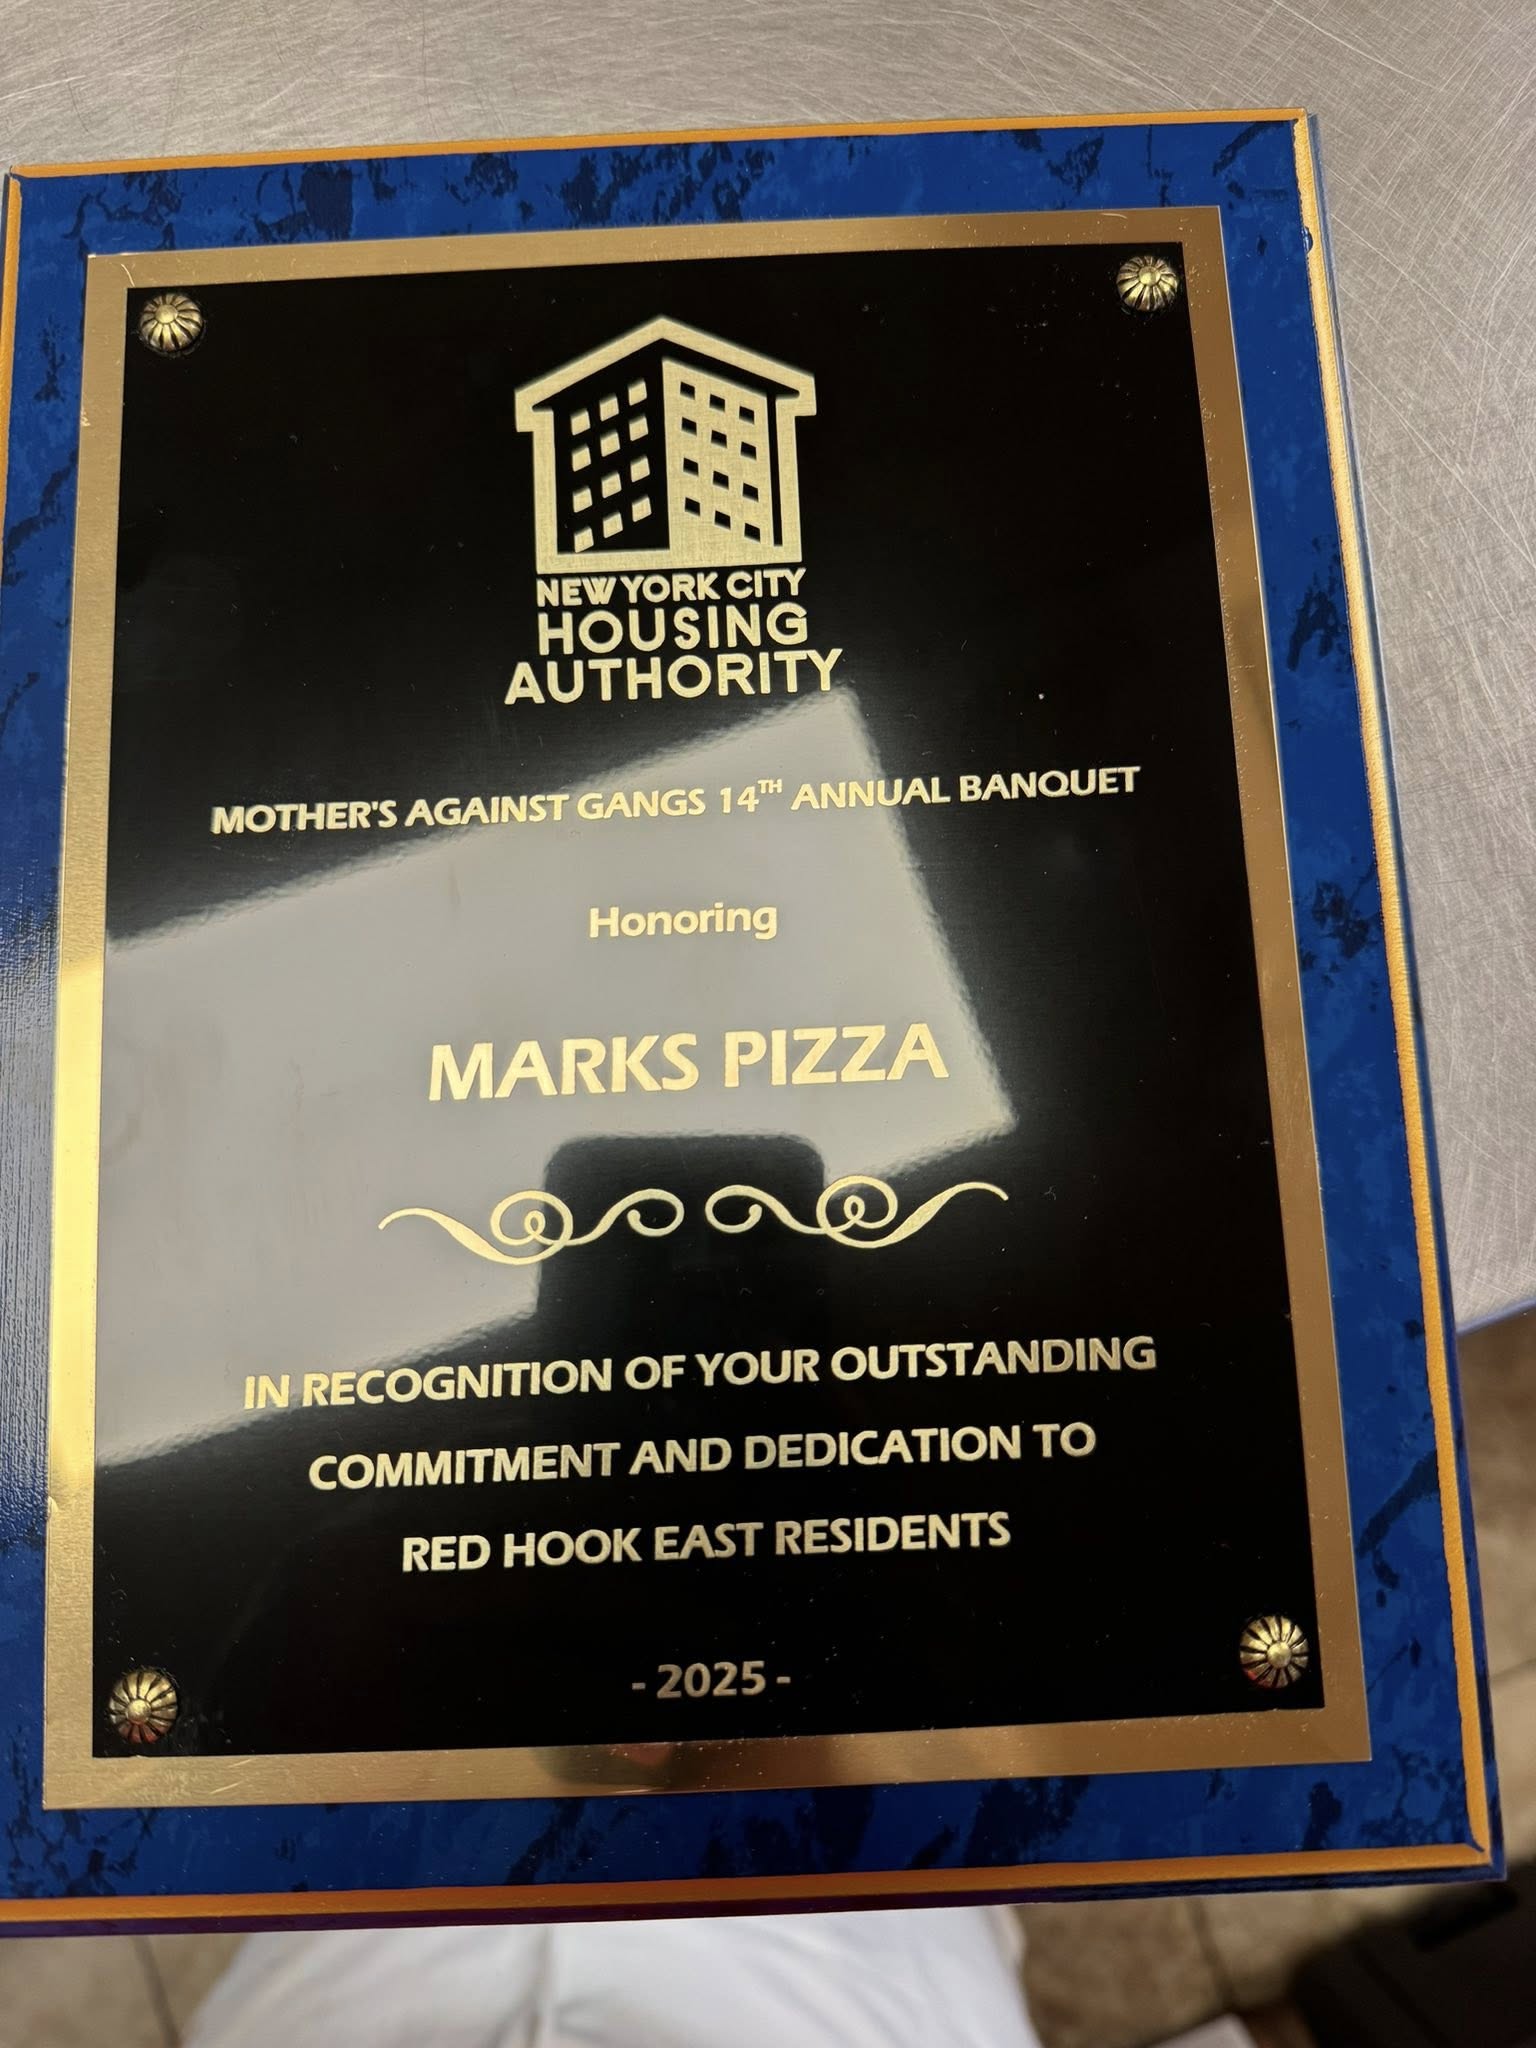 NEW YORK CITY
HOUSING
AUTHORITY
MOTHER'S AGAINST GANGS 14TH ANNUAL BANQUET
Honoring
MARKS PIZZA
IN RECOGNITION OF YOUR OUTSTANDING
COMMITMENT AND DEDICATION TO
RED HOOK EAST RESIDENTS
- 2025 -